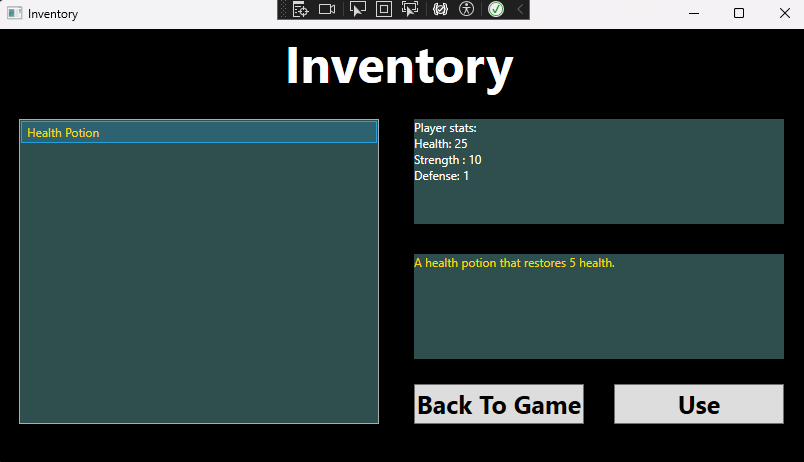 Inventory
Inventory
Health Potion
Player stats:
Health: 25
Strength : 10
Defense: 1
A health potion that restores 5 health.
Back To Game
Use